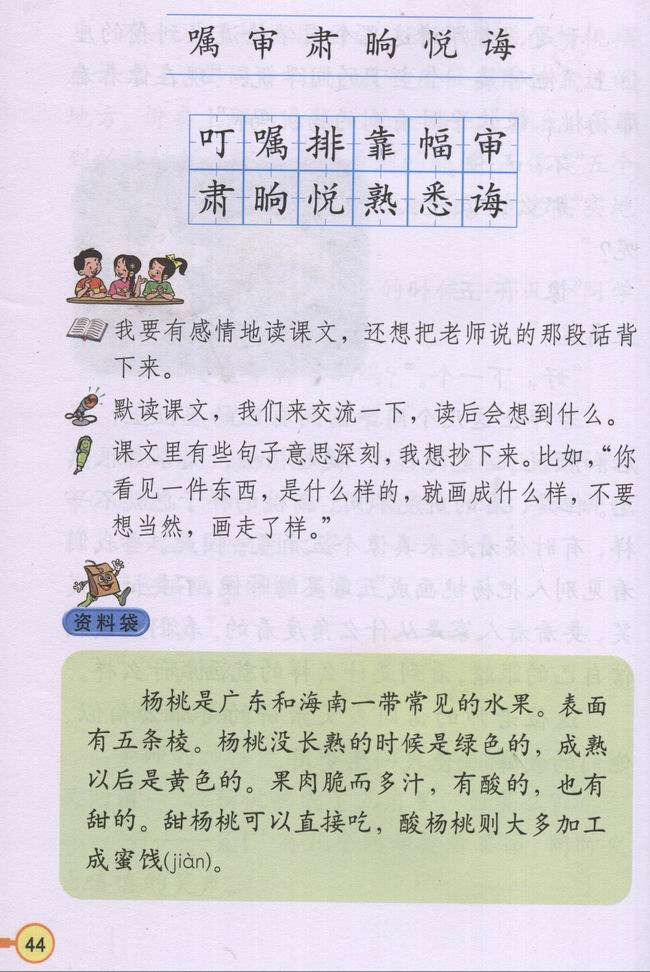 嘱审肃晌悦诲
叮嘱排靠幅审
肃晌悦熟悉诲
我要有感情地读课文，还想把老师说的那段话背
下来。
默读课文，我们来交流一下，读后会想到什么。
课文里有些句子意思深刻，我想抄下来。比如，“你
看见一件东西，是什么样的，就画成什么样，不要
想当然，画走了样。”
资料袋
杨桃是广东和海南一带常见的水果。表面
有五条棱。杨桃没长熟的时候是绿色的，成熟
以后是黄色的。果肉脆而多汁，有酸的，也有
甜的。甜杨桃可以直接吃，酸杨桃则大多加工
成蜜饯(jiàn)。
44